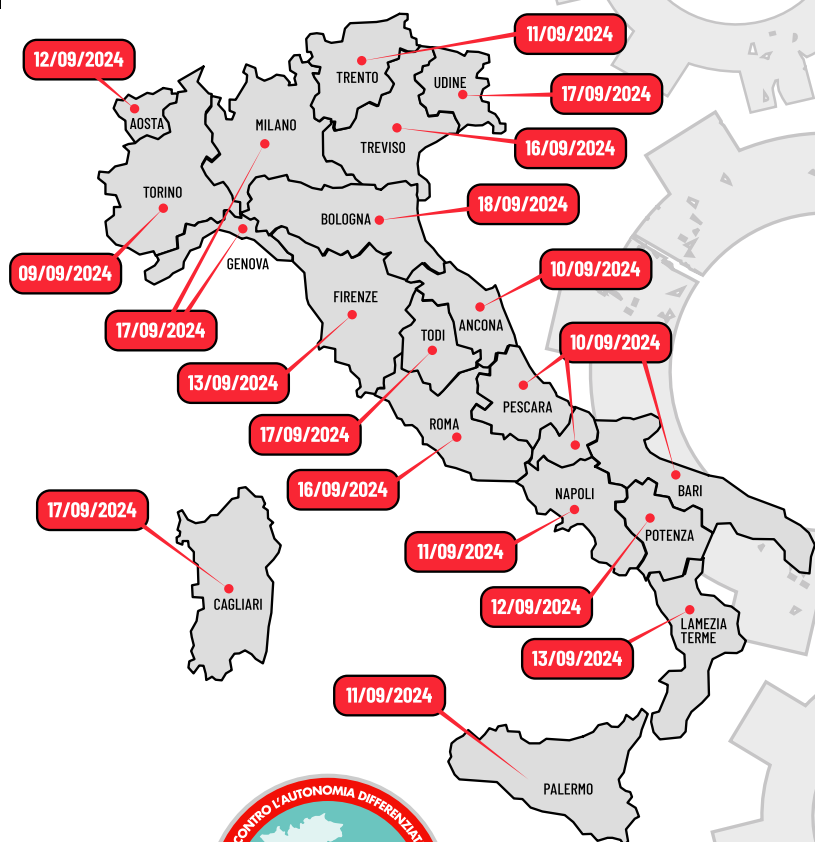 11/09/2024
12/09/2024
TRENTO
UDINE
17/09/2024
AOSTA
MILANO
TREVISO
16/09/2024
TORINO
18/09/2024
BOLOGNA
GENOVA
09/09/2024
10/09/2024
FIRENZE
17/09/2024
ANCONA
TODI
10/09/2024
13/09/2024
PESCARA
17/09/2024
ROMA
16/09/2024
NAPOLI
BARI
17/09/2024
POTENZA
11/09/2024
CAGLIARI
12/09/2024
LAMEZIA
TERME
13/09/2024
11/09/2024
PALERMO
CONTRO L'AUTONOMIA DIFFERENZIAT